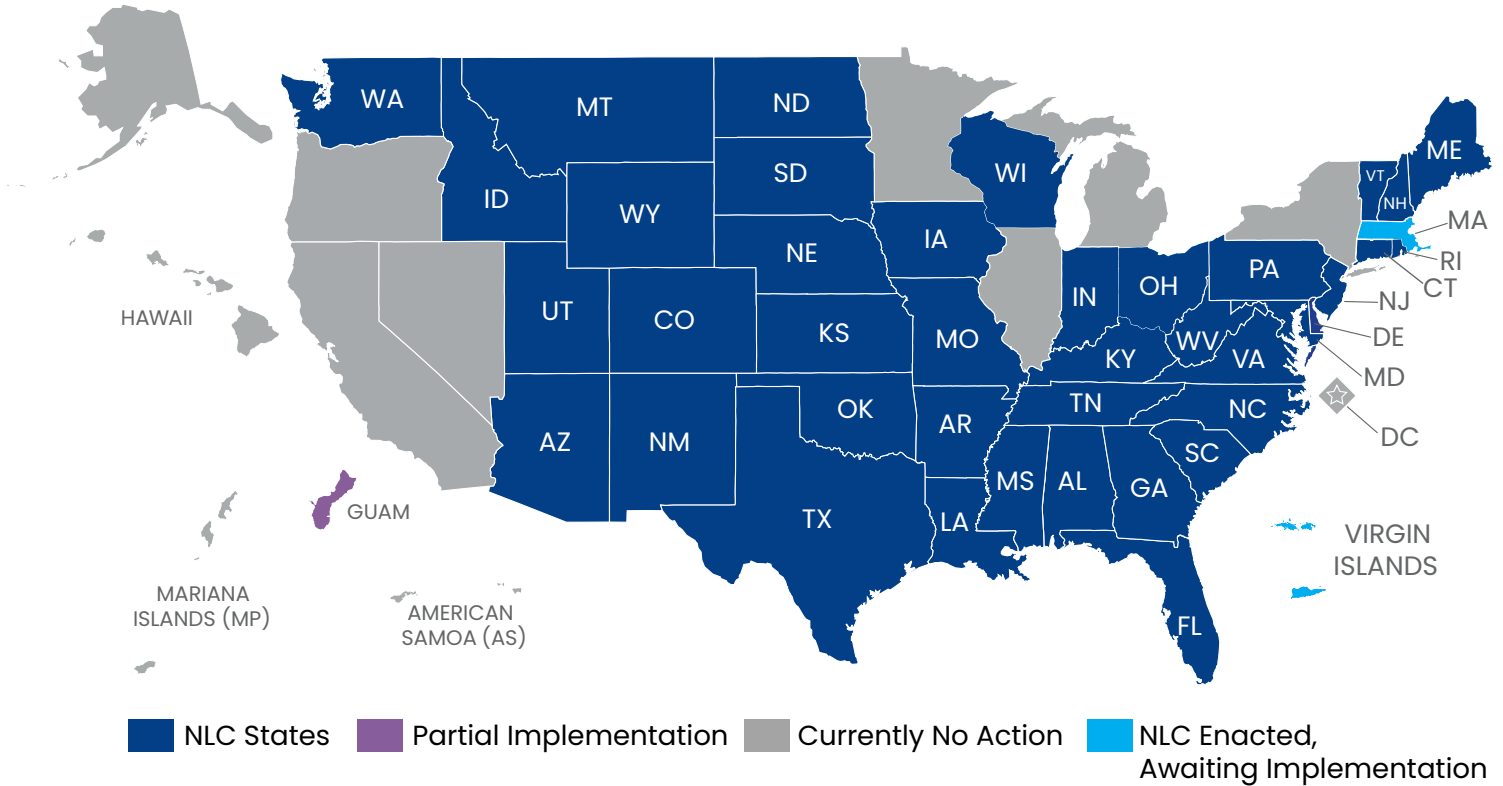 WA
MT
ND
ME
VT
ID
SD
WI
NH
WY
MA
IA
NE
RI
PA
CT
OH
IN
NJ
UT
CO
KS
MO
WV
DE
HAWAII
KY
VA
MD
TN
NC
OK
AR
DC
AZ
NM
SC
MS
AL
GA
GUAM
TX
LA
VIRGIN
ISLANDS
MARIANA
ISLANDS (MP)
AMERICAN
SAMOA (AS)
FL
NLC States
Partial Implementation
Currently No Action
NLC Enacted,
Awaiting Implementation